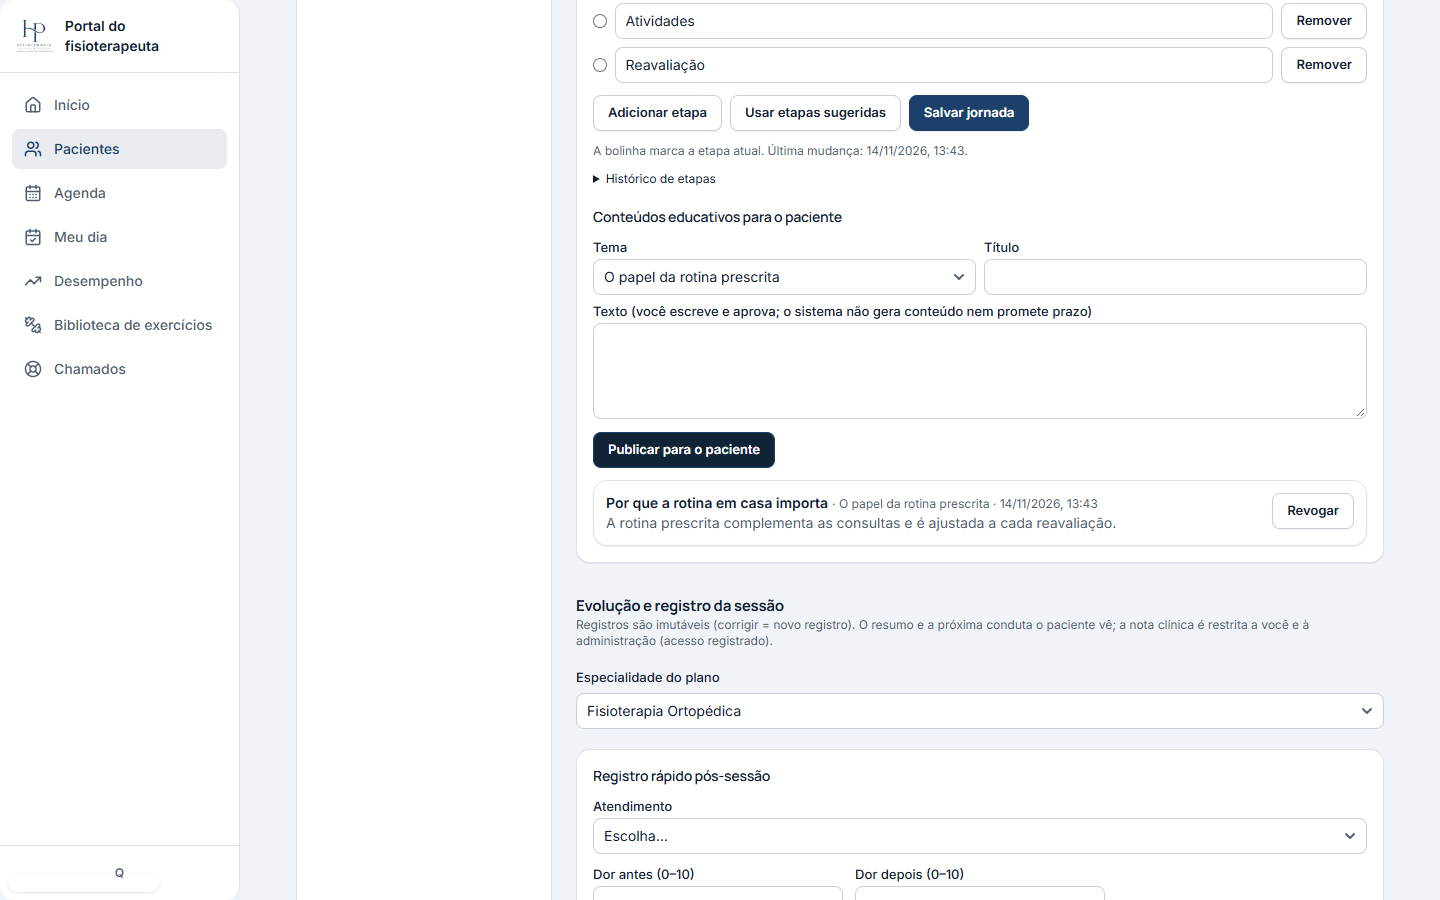 hp
FISIOTERAPIA
Portal do
fisioterapeuta
Início
Pacientes
Agenda
Meu dia
Desempenho
Biblioteca de exercícios
Chamados
Q
Atividades
Remover
Reavaliação
Remover
Adicionar etapa
Usar etapas sugeridas
Salvar jornada
A bolinha marca a etapa atual. Última mudança: 14/11/2026, 13:43.
Histórico de etapas
Conteúdos educativos para o paciente
Tema
Título
O papel da rotina prescrita
Texto (você escreve e aprova; o sistema não gera conteúdo nem promete prazo)
Publicar para o paciente
Por que a rotina em casa importa · O papel da rotina prescrita · 14/11/2026, 13:43
A rotina prescrita complementa as consultas e é ajustada a cada reavaliação.
Revogar
Evolução e registro da sessão
Registros são imutáveis (corrigir = novo registro). O resumo e a próxima conduta o paciente vê; a nota clínica é restrita a você e à
administração (acesso registrado).
Especialidade do plano
Fisioterapia Ortopédica
Registro rápido pós-sessão
Atendimento
Escolha...
Dor antes (0–10)
Dor depois (0–10)